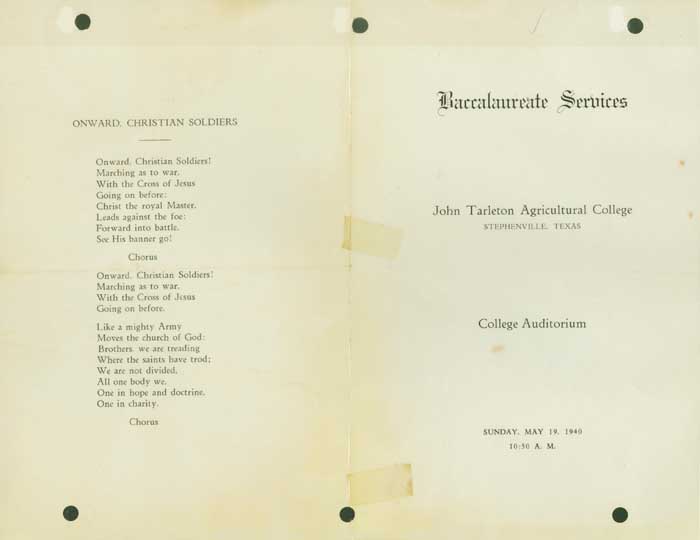 ONWARD, CHRISTIAN SOLDIERS
Onward, Christian Soldiers!
Marching as to war,
With the Cross of Jesus
Going on before;
Christ the royal Master,
Leads against the foe;
Forward into battle,
See His banner go!
Chorus
Onward, Christian Soldiers!
Marching as to war,
With the Cross of Jesus
Going on before.
Like a mighty Army
Moves the church of God;
Brothers, we are treading
Where the saints have trod;
We are not divided,
All one body we,
One in hope and doctrine,
One in charity.
Chorus
Baccalaureate Services
John Tarleton Agricultural College
STEPHENVILLE, TEXAS
College Auditorium
SUNDAY, MAY 19, 1940
10:50 A. M.